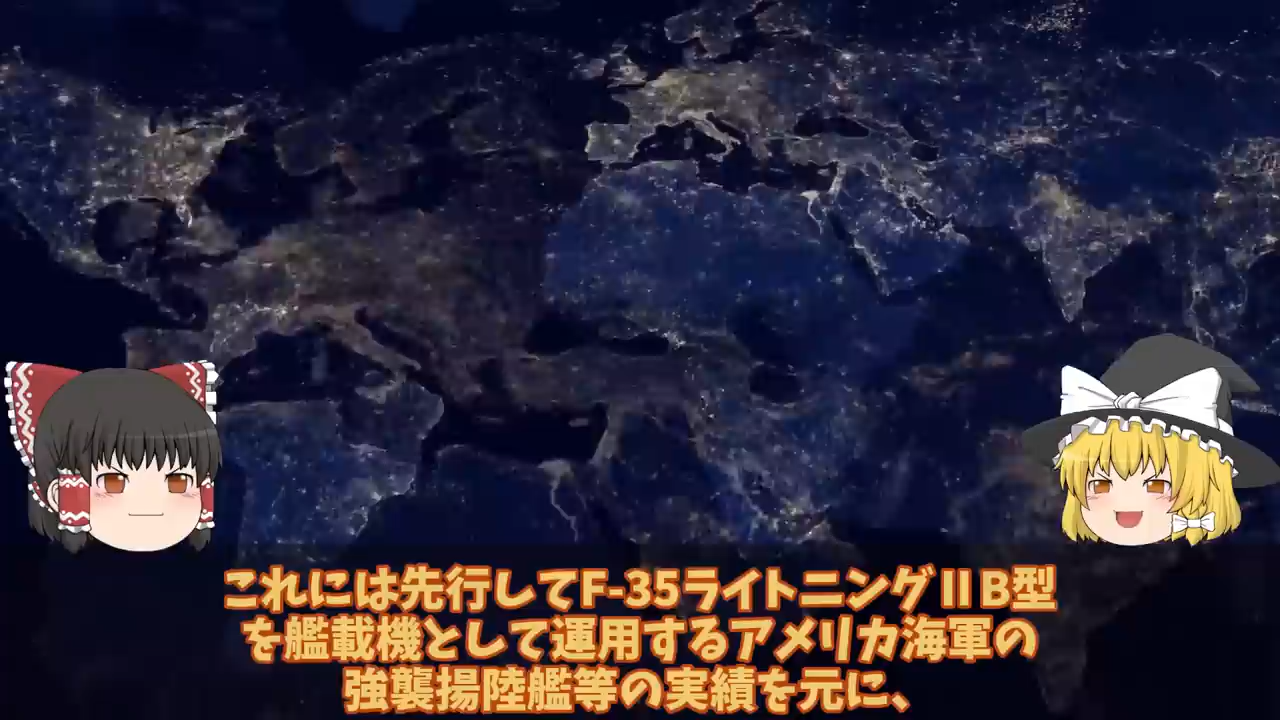 これには先行してF-35ライトニングⅡB型
を艦載機として運用するアメリカ海軍の
強襲揚陸艦等の実績を元に、